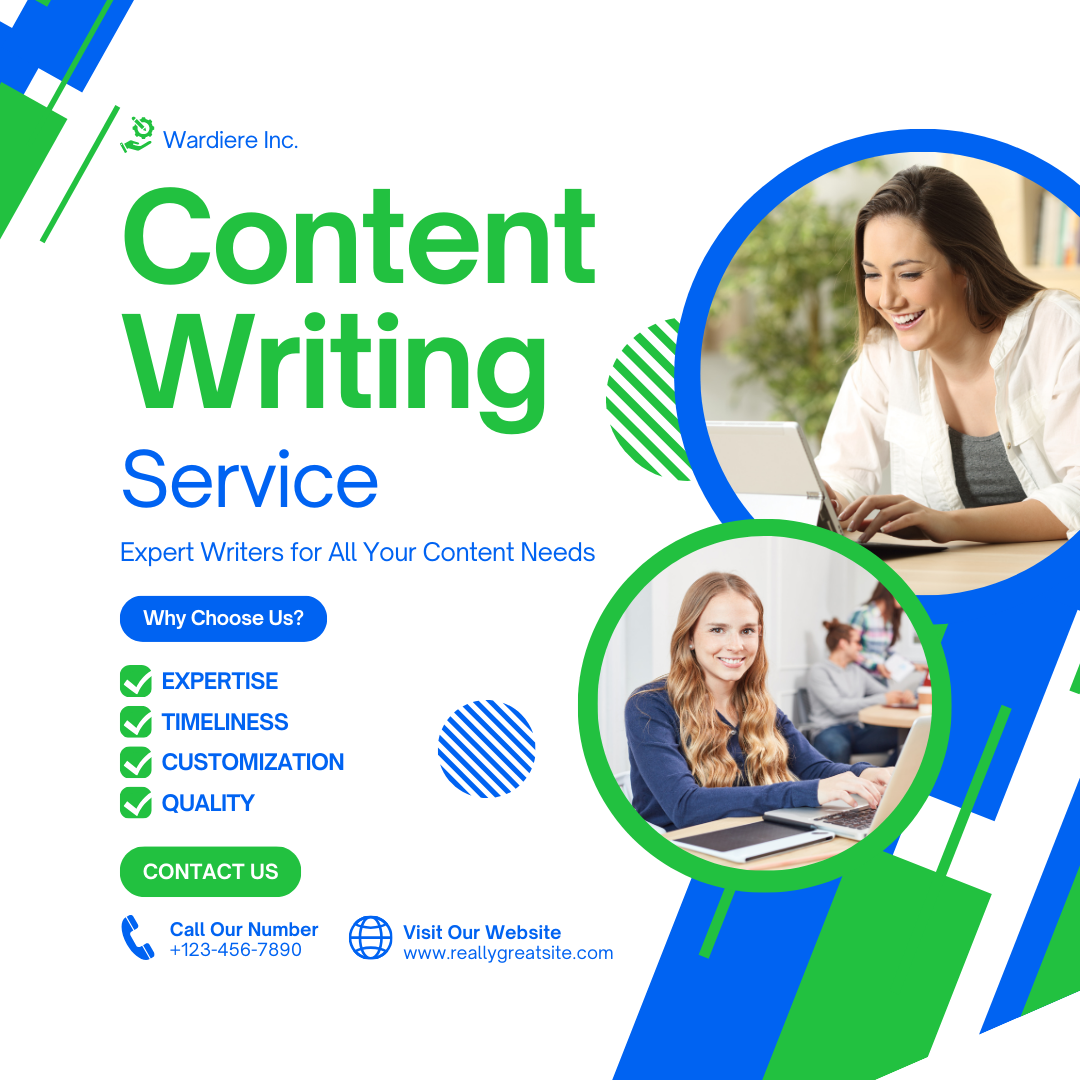 Wardiere Inc.
Content
Writing
Service
Expert Writers for All Your Content Needs
Why Choose Us?
EXPERTISE
TIMELINESS
CUSTOMIZATION
QUALITY
CONTACT US
Call Our Number
+123-456-7890
Visit Our Website
www.reallygreatsite.com